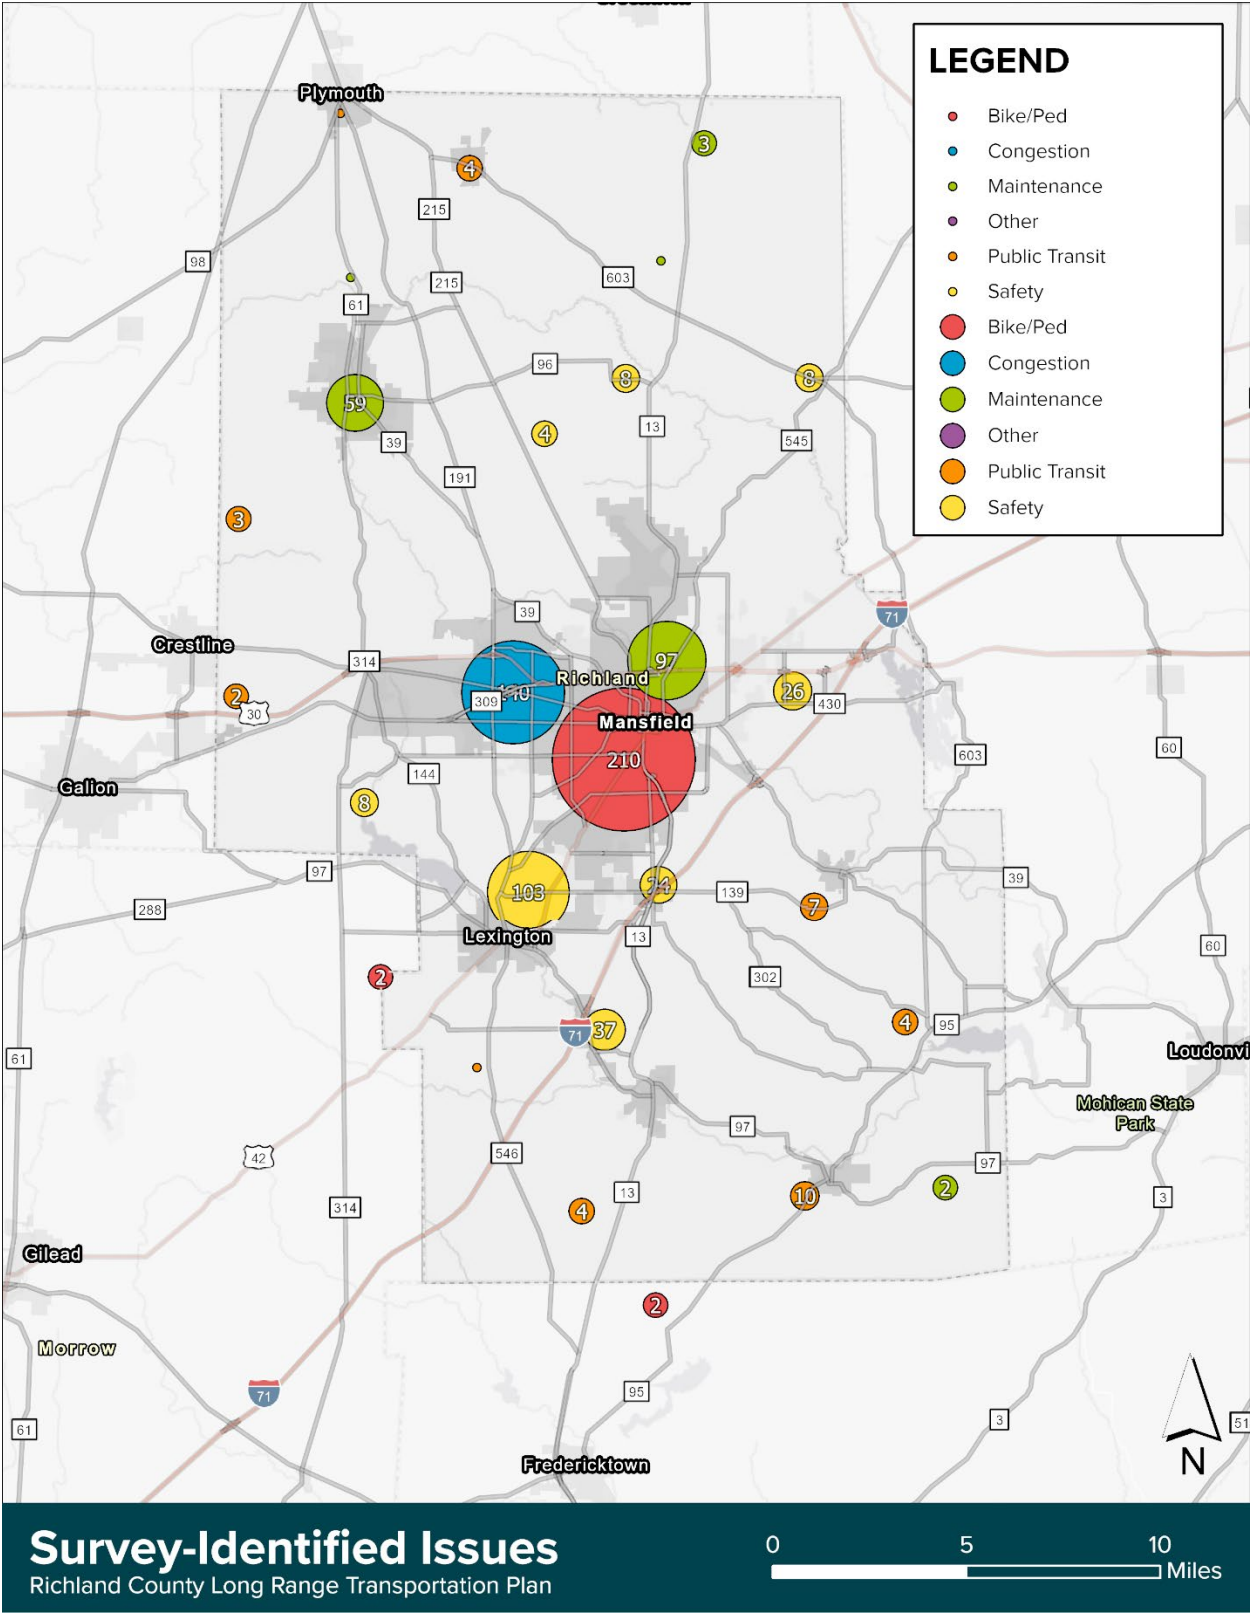 LEGEND
Bike/Ped
Congestion
Maintenance
Other
Public Transit
Safety
Bike/Ped
Congestion
Maintenance
Other
Public Transit
Safety
Plymouth
3
4
215
98
603
215
61
96
8
8
59
13
4
545
39
191
3
39
71
Crestline
314
97
Richland
2
30
309
26
430
Mansfield
60
603
210
144
Galion
8
97
39
103
139
7
288
Lexington
13
60
2
302
4
95
71
37
61
Loudonvi
Mohican State
Park
97
42
546
97
2
13
10
3
314
4
Gilead
2
Morrow
71
95
3
61
51
Fredericktown
N
Survey-Identified Issues
Richland County Long Range Transportation Plan
0 5 10
Miles